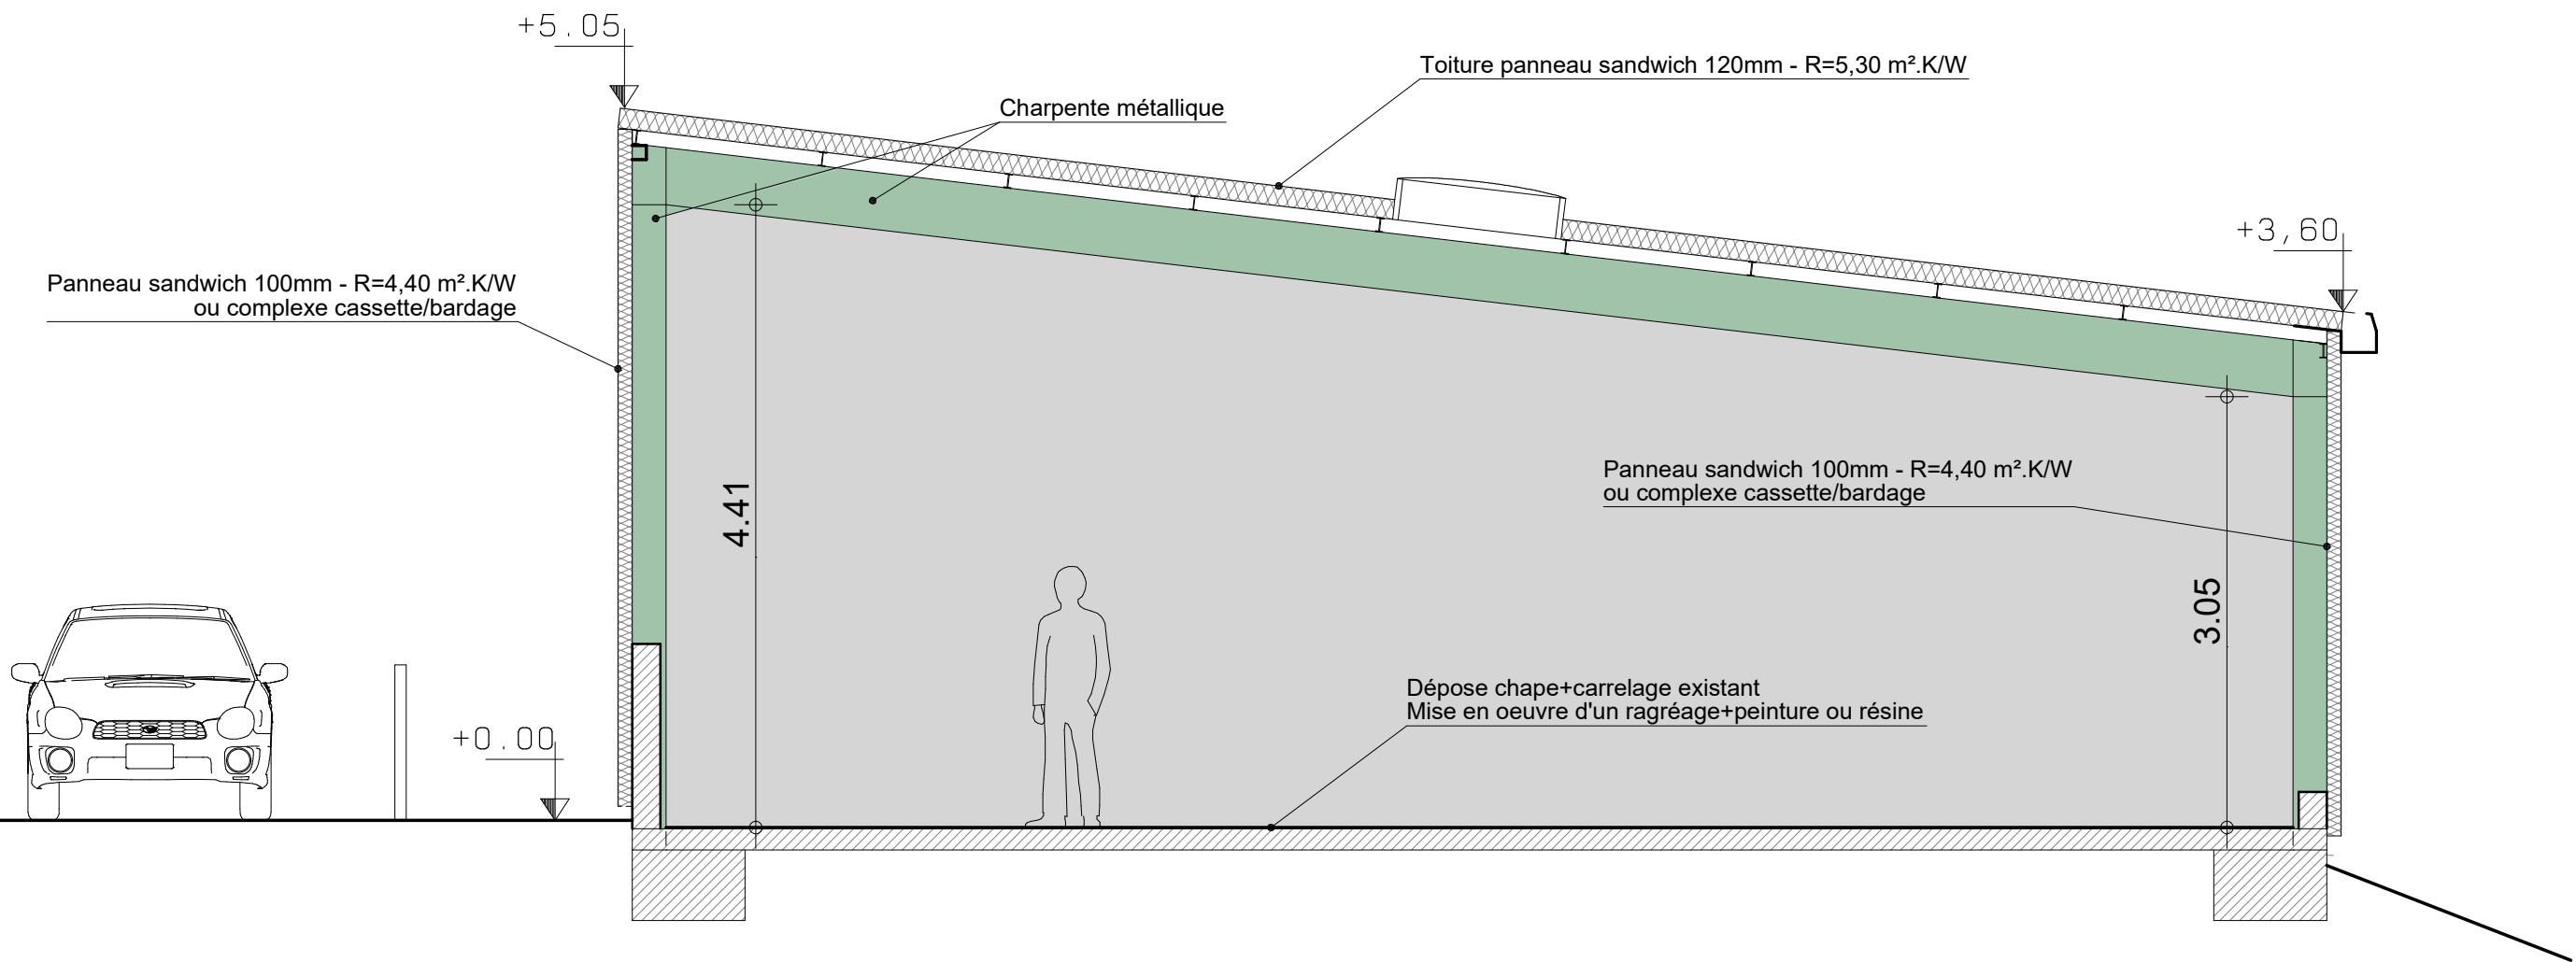 +5.05
Toiture panneau sandwich 120mm - R=5,30 m².K/W
Charpente métallique
+3,60
Panneau sandwich 100mm - R=4,40 m².K/W
ou complexe cassette/bardage
4.41
Panneau sandwich 100mm - R=4,40 m².K/W
ou complexe cassette/bardage
3.05
Dépose chape+carrelage existant
Mise en oeuvre d'un ragréage+peinture ou résine
+0.00